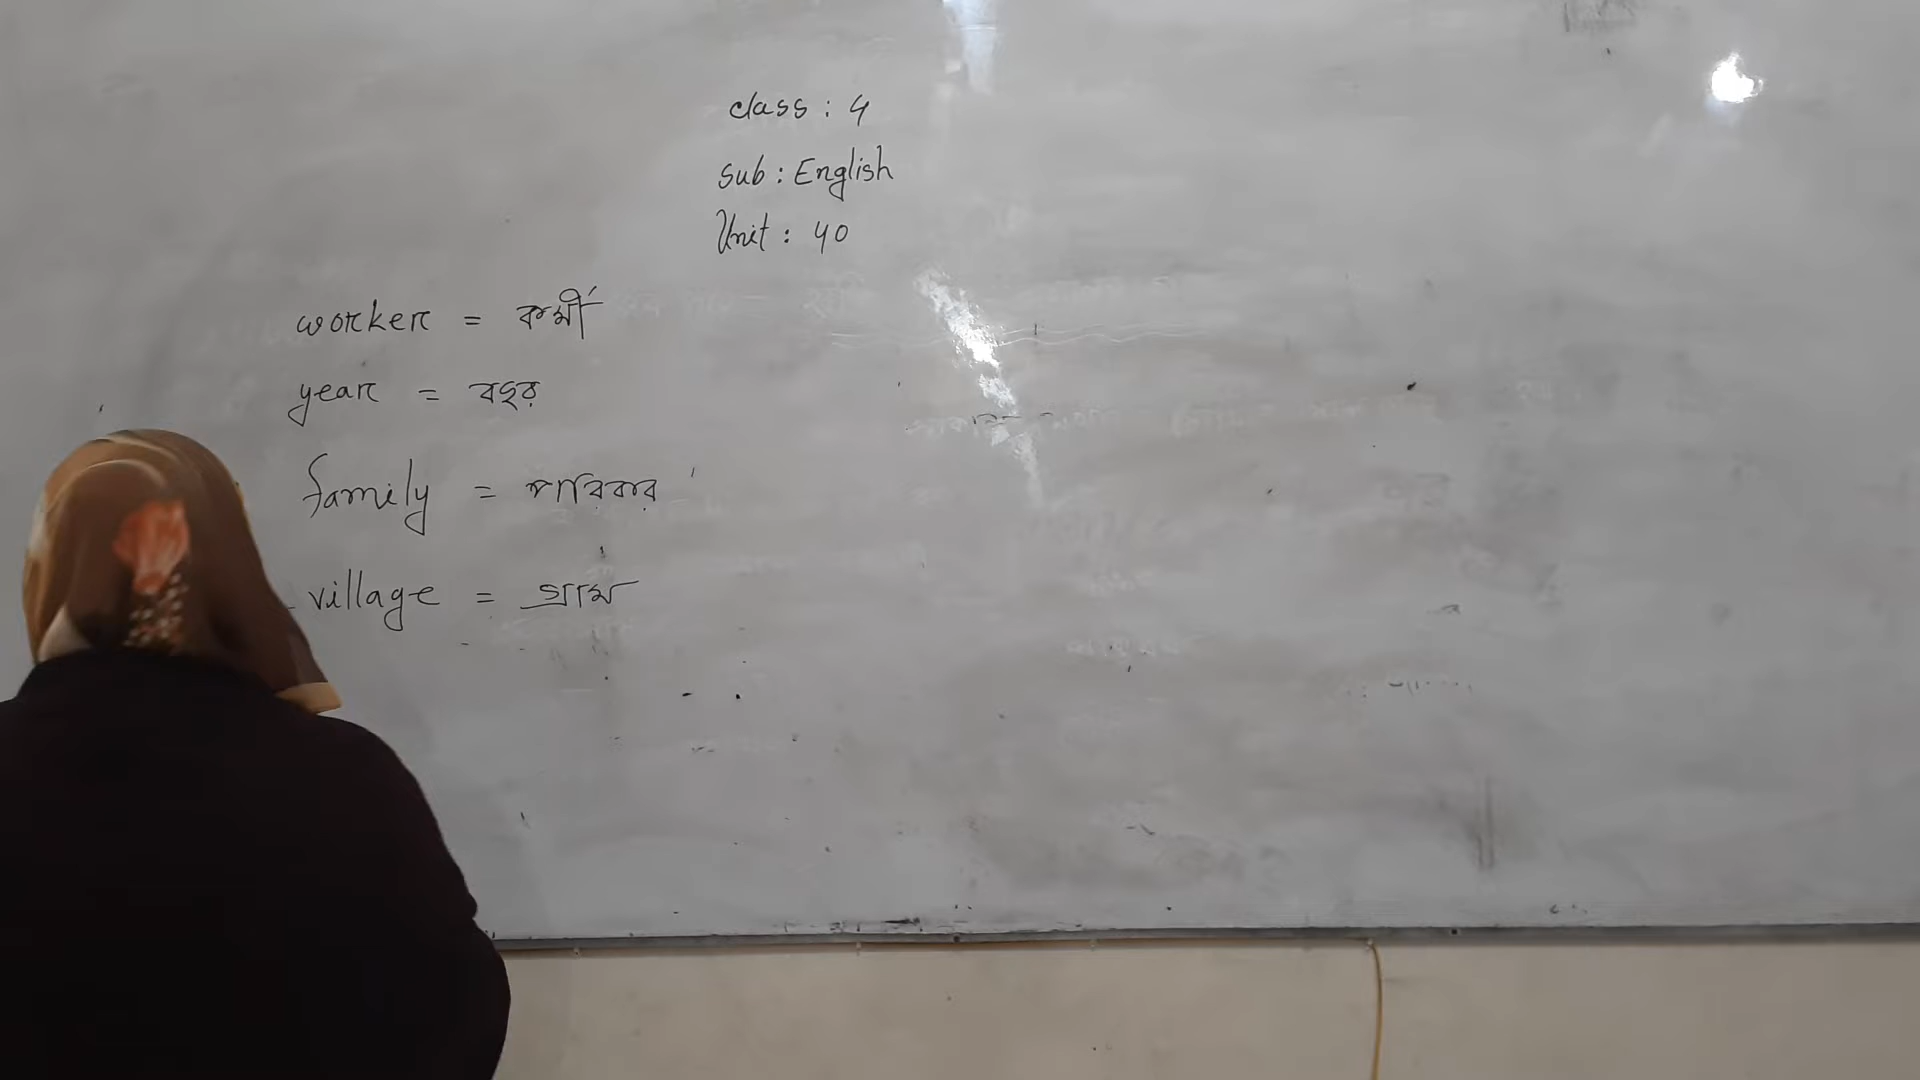 class : 4
sub : English
Unit : 40
worker = কর্মী
year = বছর
family = পরিবার
village = গ্রাম